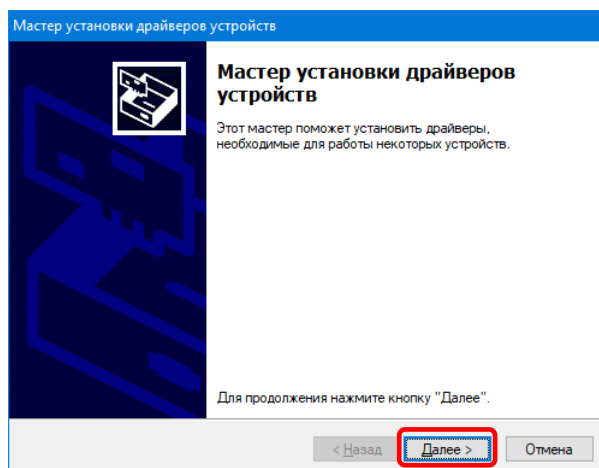 Мастер установки драйверов устройств
Мастер установки драйверов
устройств
Этот мастер поможет установить драйверы,
необходимые для работы некоторых устройств.
Для продолжения нажмите кнопку "Далее".
< Назад Далее > Отмена